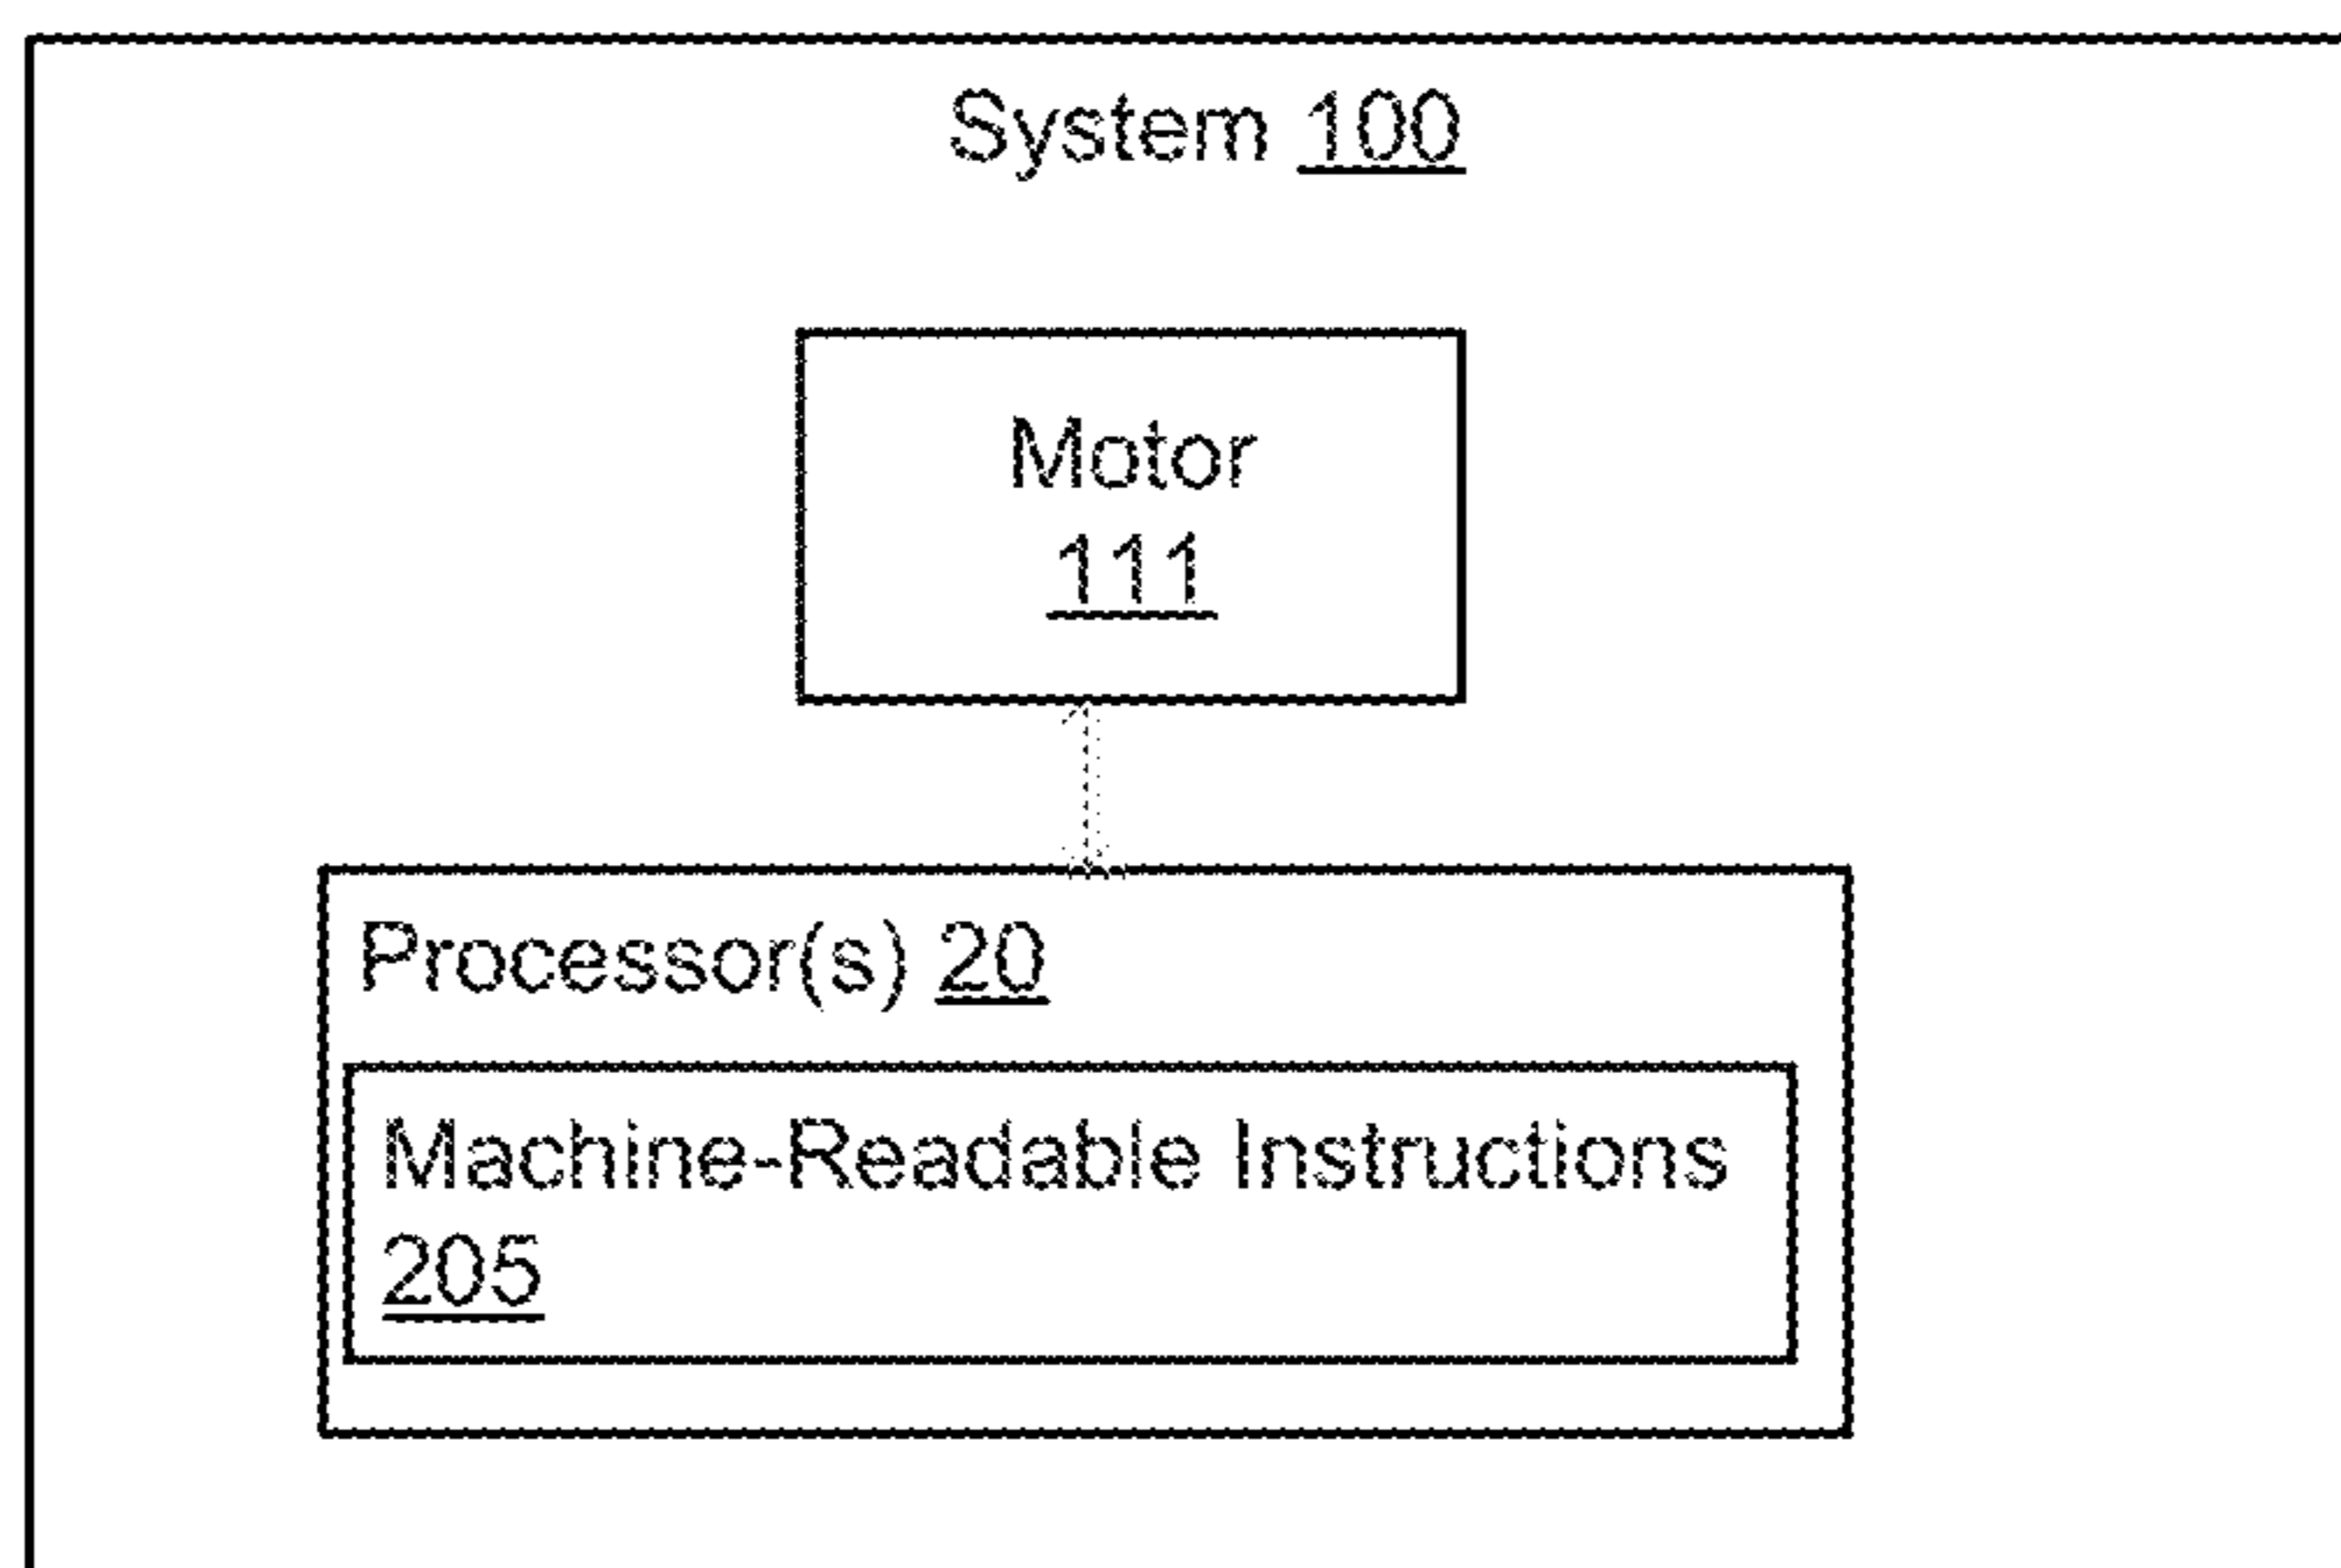 System 100
Motor
111
Processor(s) 20
Machine-Readable Instructions
205